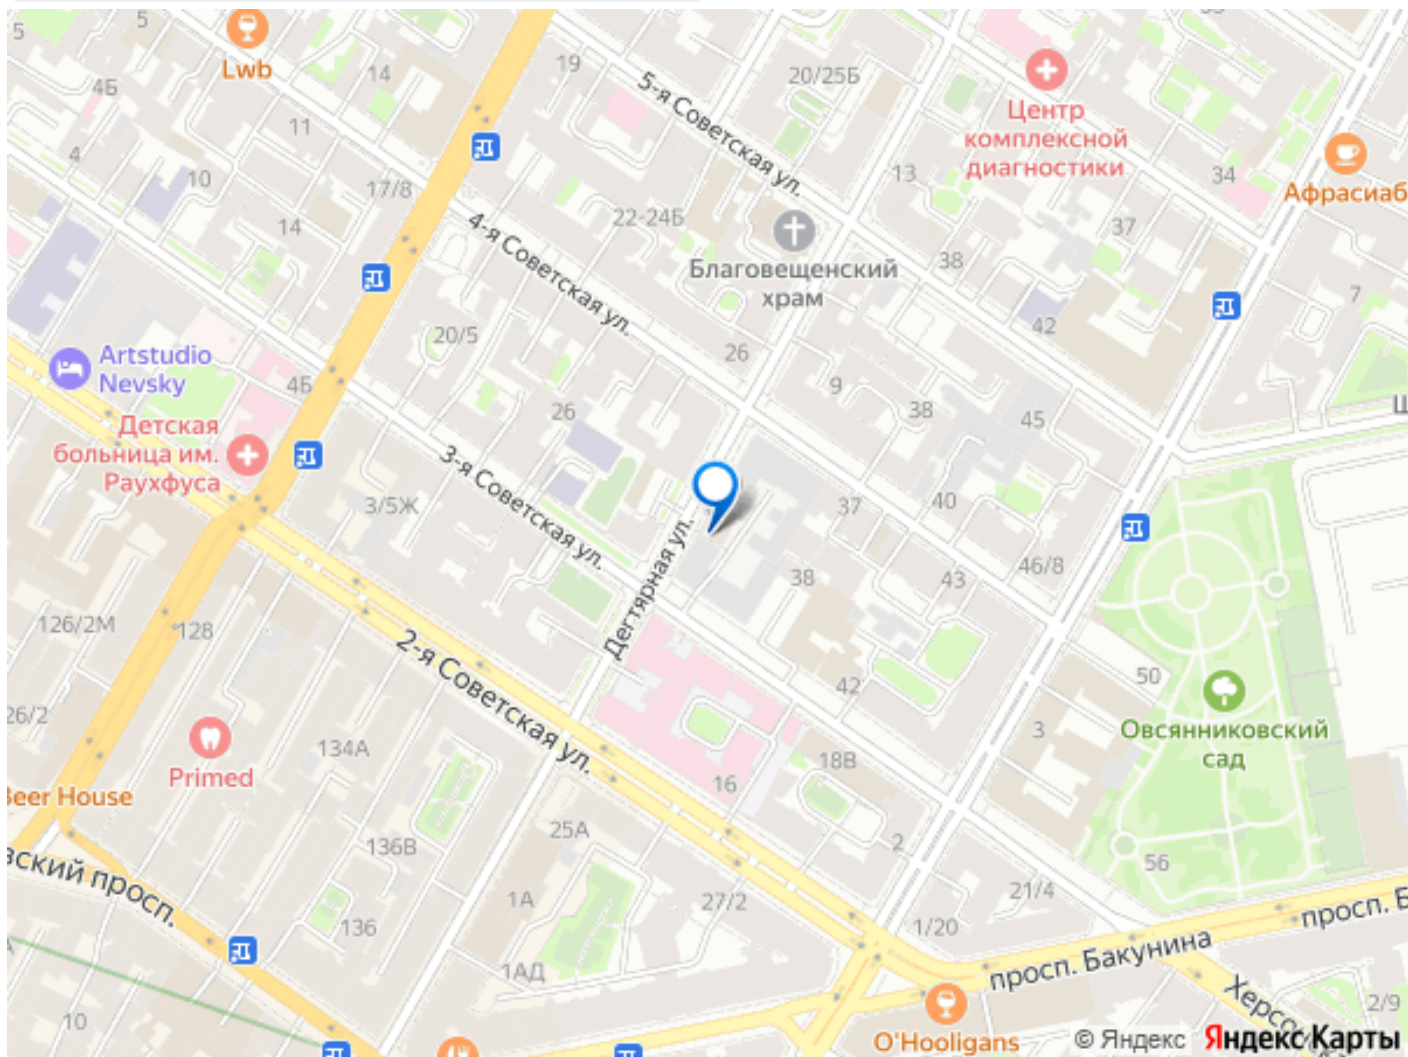 5
5
Lwb
14
4Б
19
11
4
10
17/8
14
5-я Советская ул.
20/25Б
Центр
комплексной
диагностики
13
34
Афрасиаб
22-24Б
4-я Советская ул.
Благовещенский
храм
37
38
42
7
Artstudio
Nevsky
20/5
26
4Б
9
38
45
26
Детская
больница им.
Раухфуса
3-я Советская ул.
3/5Ж
37
40
Дегтярная ул.
38
43
46/8
126/2М
128
2-я Советская ул.
42
50
26/2
134А
Primed
3
Овсянниковский
сад
Beer House
18В
16
25А
2
136В
56
вский просп.
1А
27/2
21/4
136
1/20
просп. Б
просп. Бакунина
1АД
10
2/9
O'Hooligans
© Яндекс Яндекс Карты